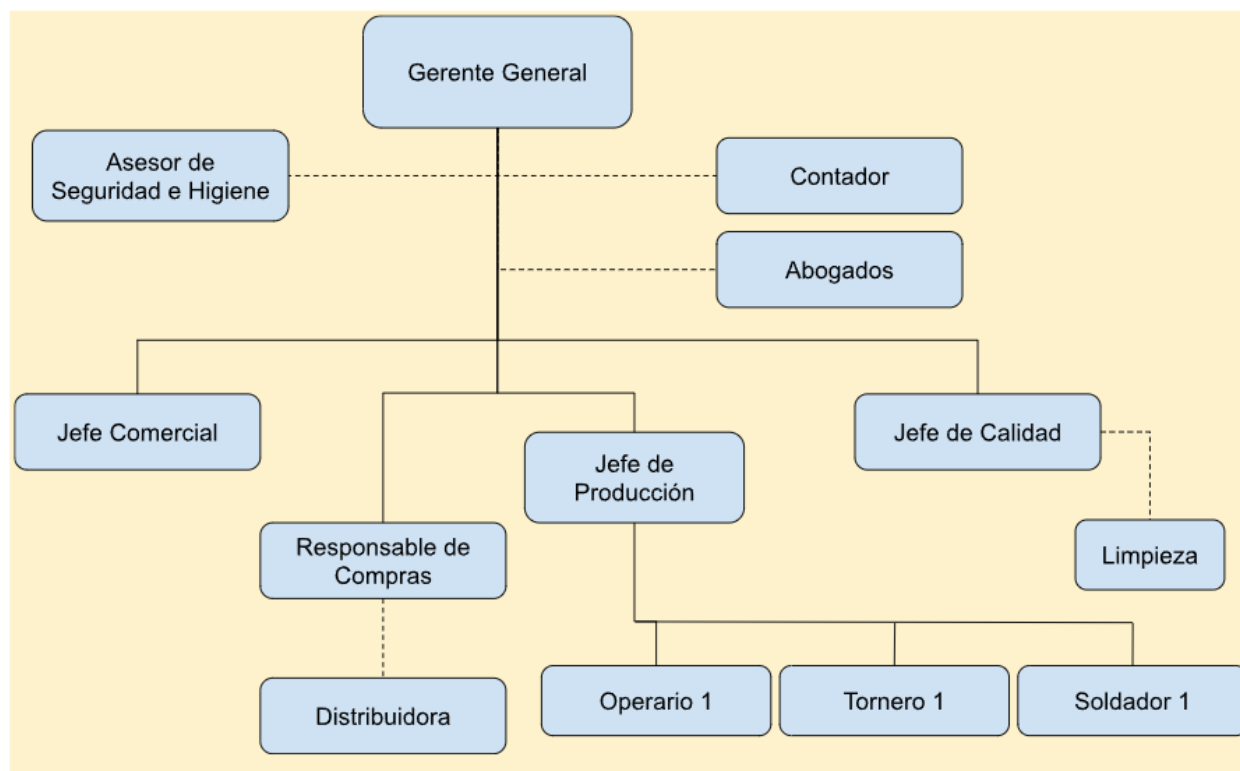 Gerente General
Asesor de
Seguridad e Higiene
Contador
Abogados
Jefe Comercial
Jefe de Calidad
Jefe de
Producción
Responsable de
Compras
Limpieza
Distribuidora
Operario 1
Tornero 1
Soldador 1